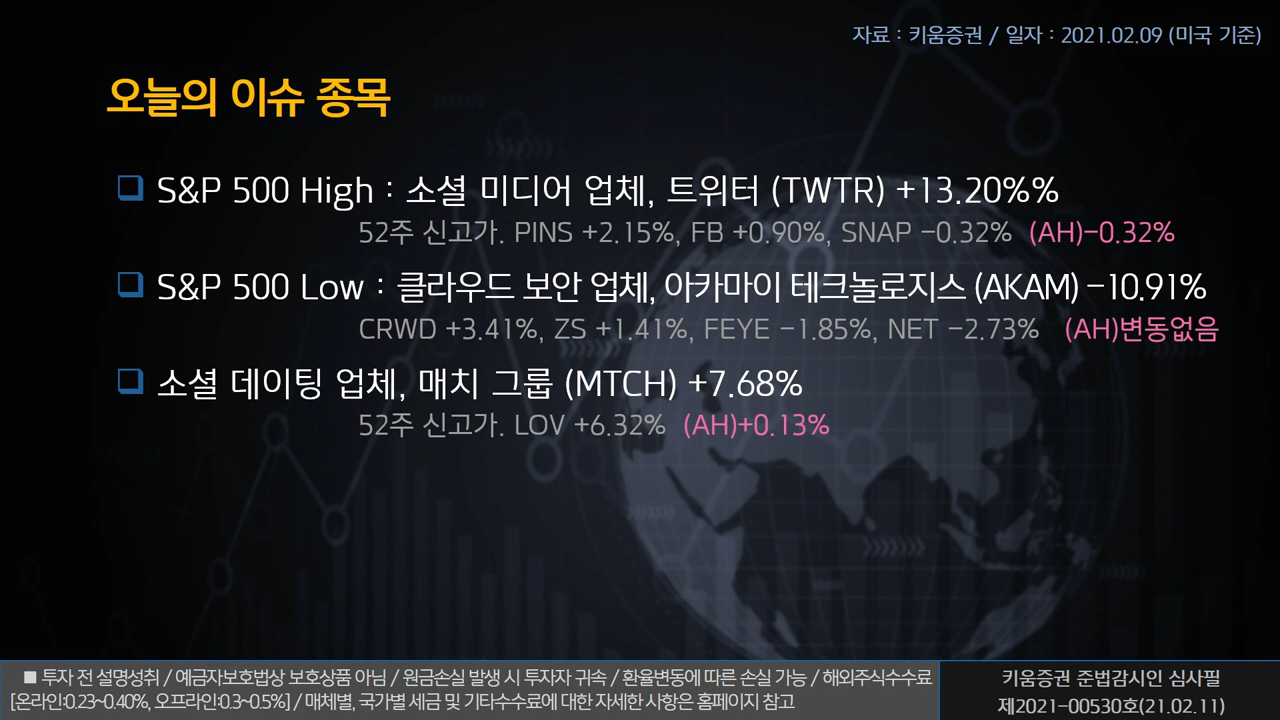 자료 : 키움증권 / 일자 : 2021.02.09 (미국 기준)
오늘의 이슈 종목
S&P 500 High : 소셜 미디어 업체, 트위터 (TWTR) +13.20%%
52주 신고가. PINS +2.15%, FB +0.90%, SNAP -0.32% (AH)-0.32%
S&P 500 Low : 클라우드 보안 업체, 아카마이 테크놀로지스 (AKAM) -10.91%
CRWD +3.41%, ZS +1.41%, FEYE -1.85%, NET -2.73% (AH)변동없음
소셜 데이팅 업체, 매치 그룹 (MTCH) +7.68%
52주 신고가. LOV +6.32% (AH)+0.13%
■ 투자 전 설명성취 / 예금자보호법상 보호상품 아님 / 원금손실 발생 시 투자자 귀속 / 환율변동에 따른 손실 가능 / 해외주식수수료
[온라인:0.23~0.40%, 오프라인:0.3~0.5%] / 매체별, 국가별 세금 및 기타수수료에 대한 자세한 사항은 홈페이지 참고
키움증권 준법감시인 심사필
제2021-00530호(21.02.11)